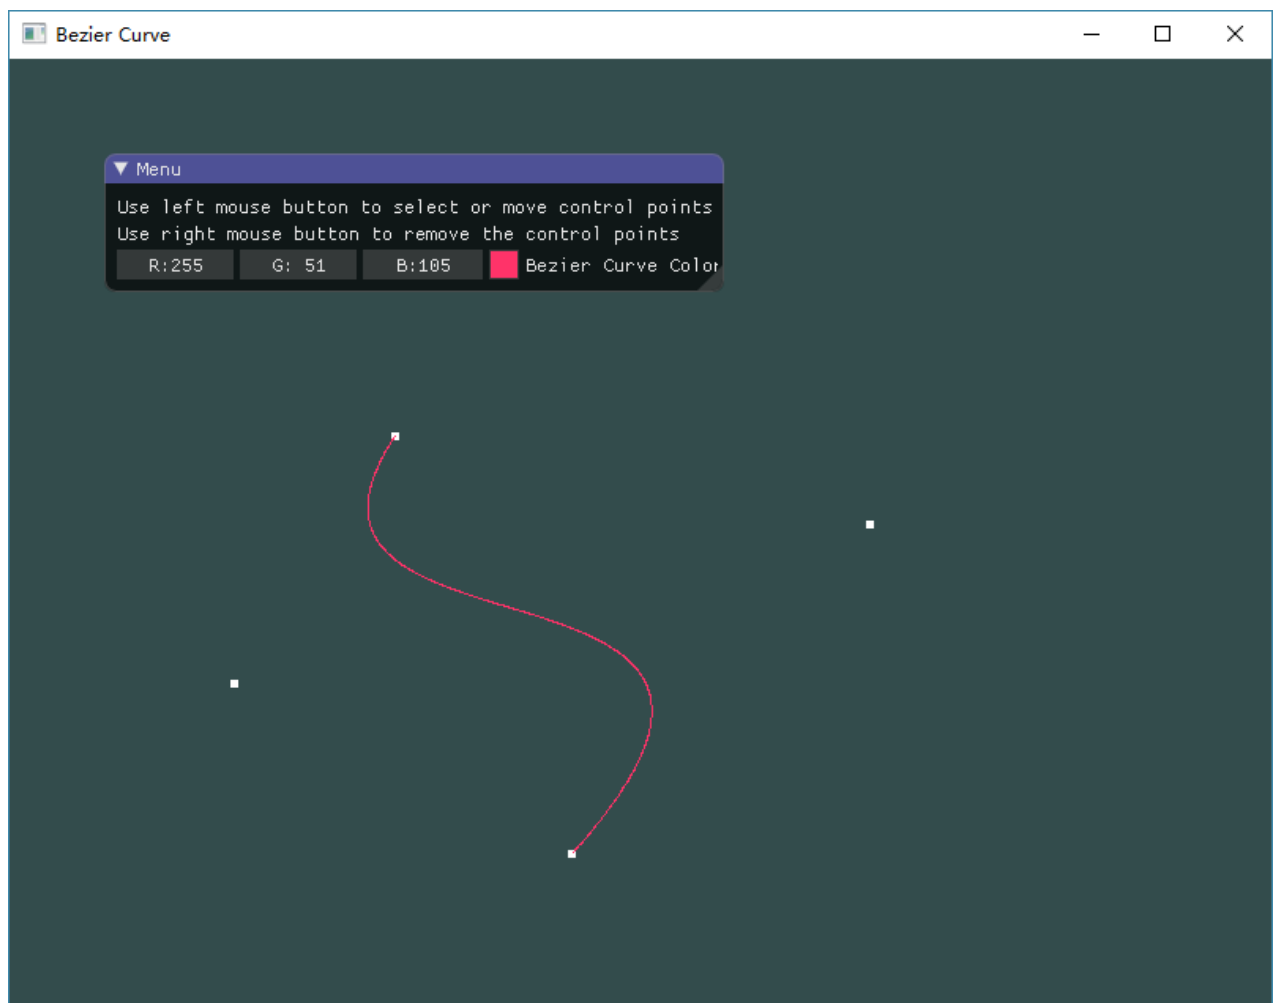 Bezier Curve
Menu
Use left mouse button to select or move control points
Use right mouse button to remove the control points
R:255 G: 51 B:105 Bezier Curve Color